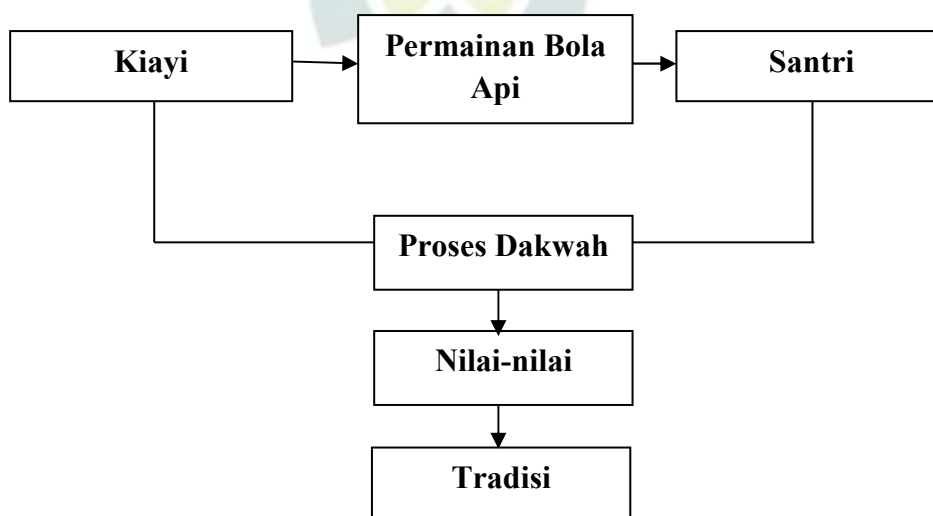 Kiayi
Permainan Bola
Api
Santri
Proses Dakwah
Nilai-nilai
Tradisi